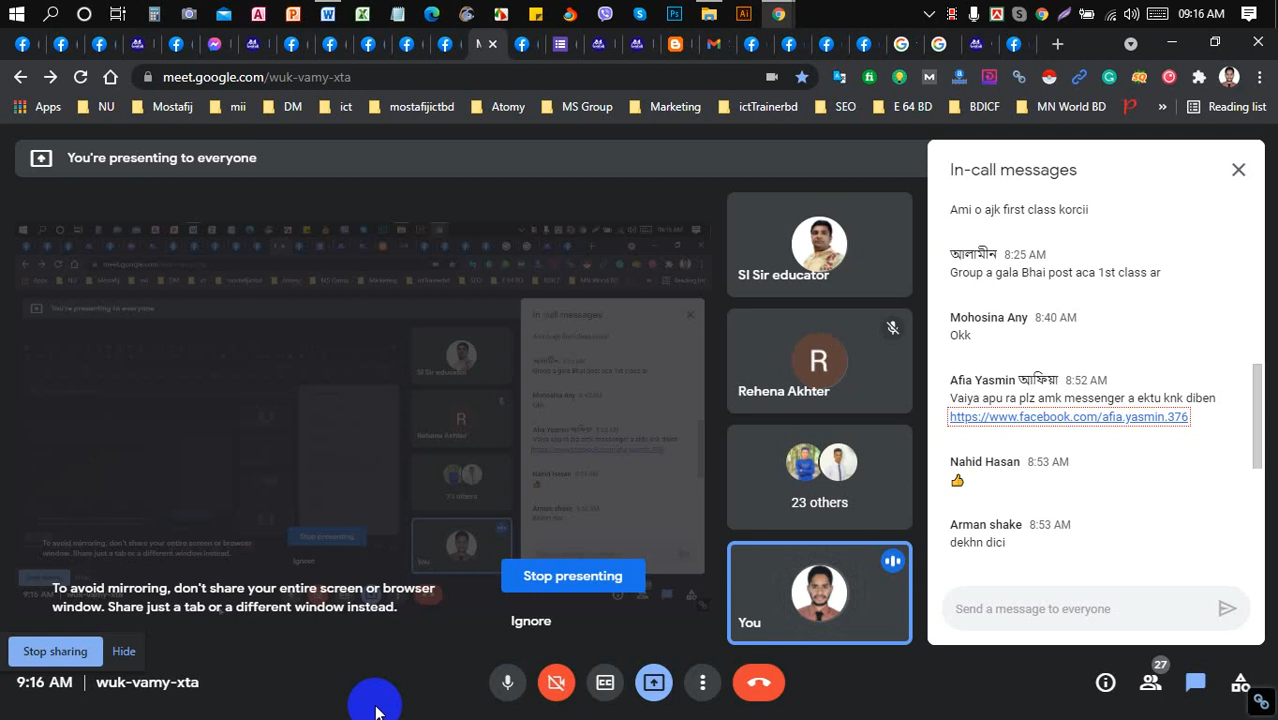 09:16 AM
meet.google.com/wuk-vamy-xta
Apps
NU
Mostafij
mii
DM
ict
mostafijictbd
Atomy
MS Group
Marketing
ictTrainerbd
SEO
E 64 BD
BDICF
MN World BD
Reading list
You're presenting to everyone
SI Sir educator
Rehena Akhter
R
23 others
You
In-call messages
Ami o ajk first class korcii
আলামীন 8:25 AM
Group a gala Bhai post aca 1st class ar
Mohosina Any 8:40 AM
Okk
Afia Yasmin আফিয়া 8:52 AM
Vaiya apu ra plz amk messenger a ektu knk diben
https://www.facebook.com/afia.yasmin.376
Nahid Hasan 8:53 AM
Arman shake 8:53 AM
dekhn dici
Send a message to everyone
To avoid mirroring, don't share your entire screen or browser
window. Share just a tab or a different window instead.
Stop presenting
Ignore
Stop sharing
Hide
9:16 AM | wuk-vamy-xta
27